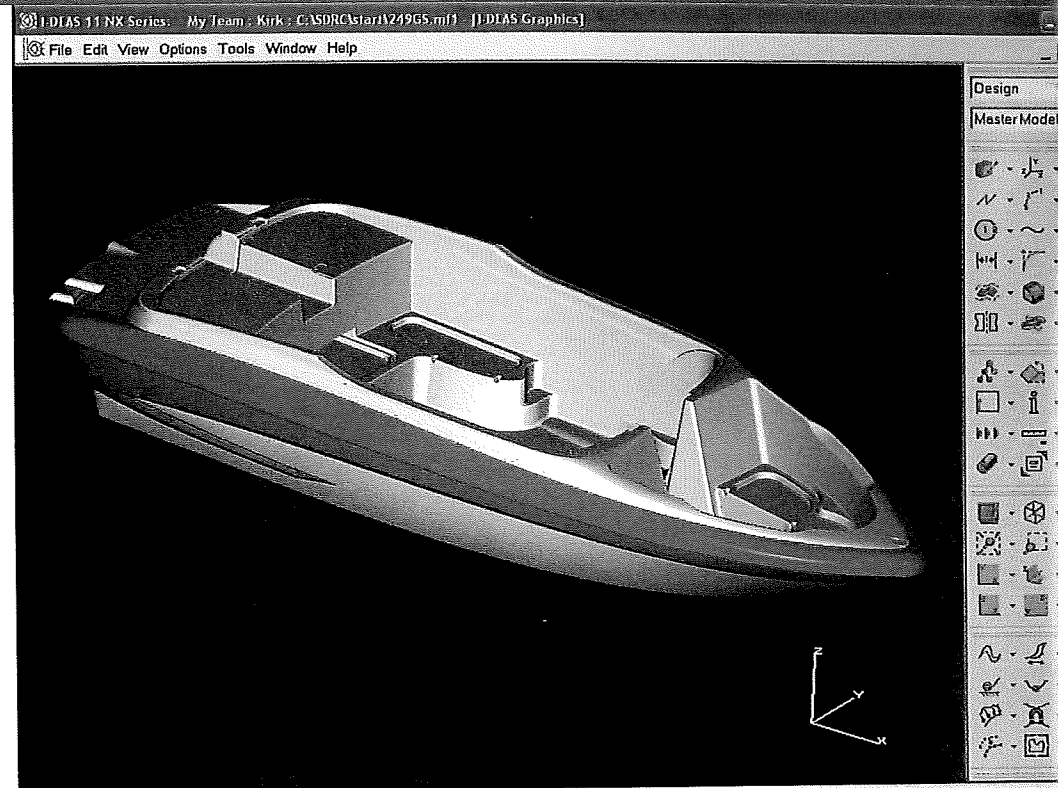 I-DEAS 11 NX Series: My Team : Kirk : C:\SDRC\start\249GS.mf1 [I-DEAS Graphics]
File Edit View Options Tools Window Help
Design
Master Model
Z
Y
X